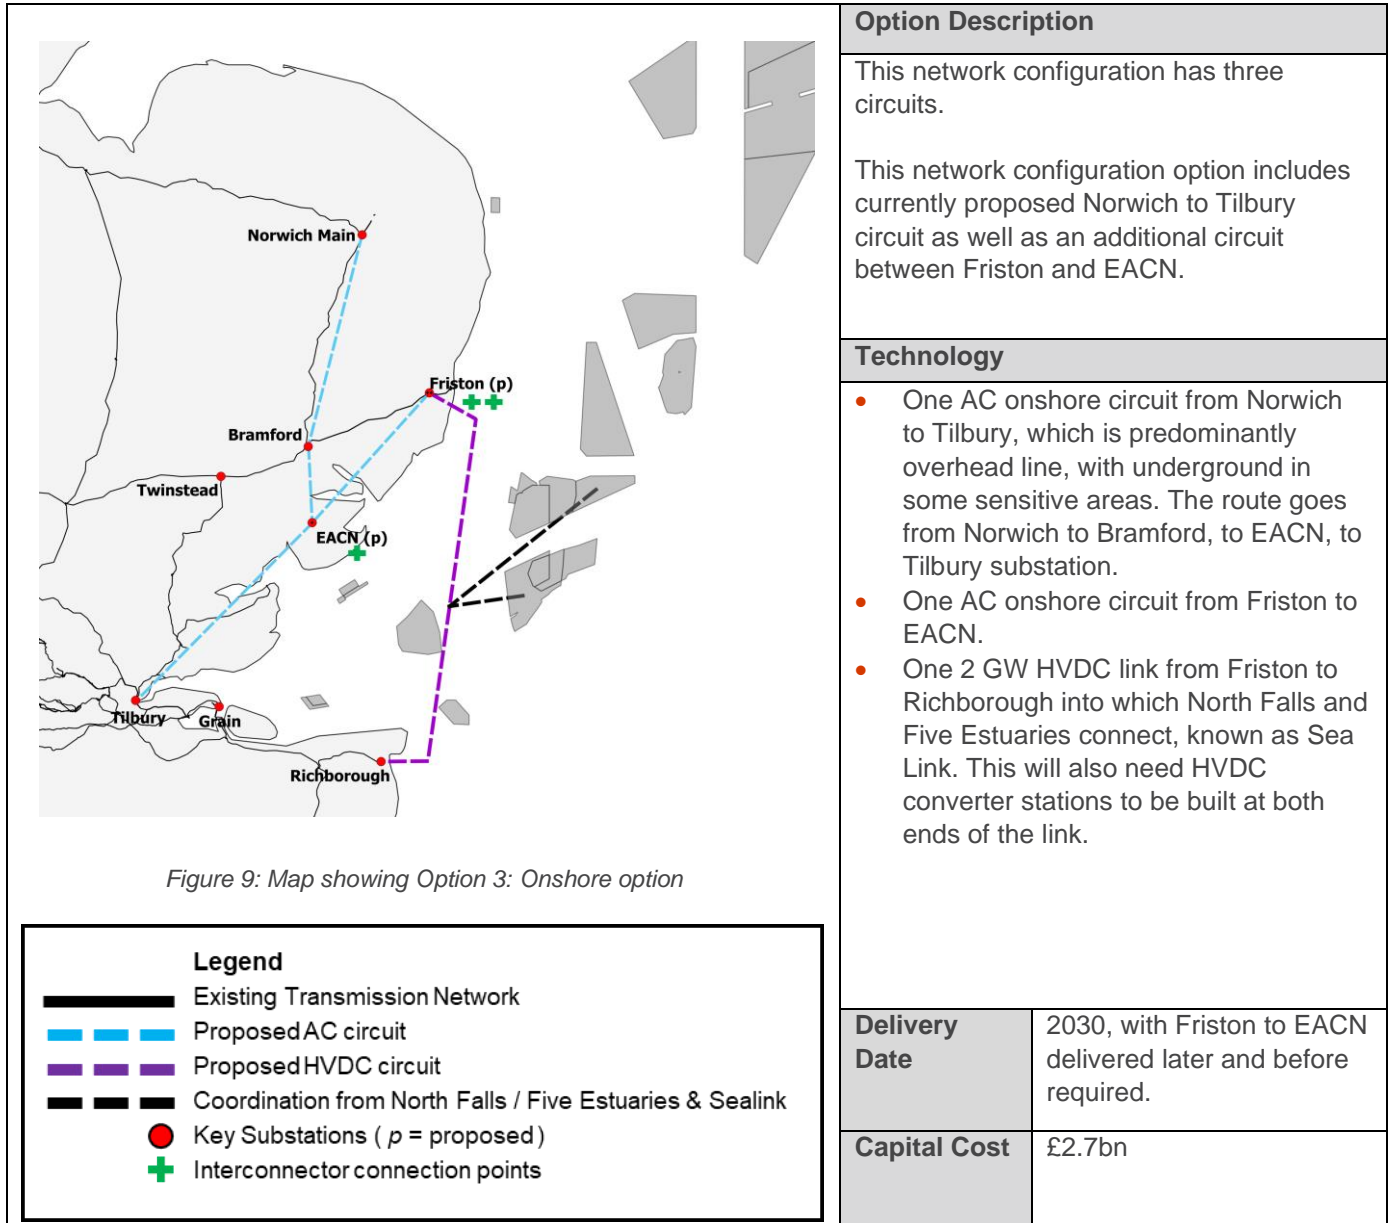 Norwich Main
Friston (p)
Bramford
Twinstead
EACN (p)
Tilbury
Grain
Richborough
Figure 9: Map showing Option 3: Onshore option
Legend
Existing Transmission Network
Proposed AC circuit
Proposed HVDC circuit
Coordination from North Falls / Five Estuaries & Sealink
Key Substations ( p = proposed )
Interconnector connection points
Option Description
This network configuration has three
circuits.
This network configuration option includes
currently proposed Norwich to Tilbury
circuit as well as an additional circuit
between Friston and EACN.
Technology
• One AC onshore circuit from Norwich
to Tilbury, which is predominantly
overhead line, with underground in
some sensitive areas. The route goes
from Norwich to Bramford, to EACN, to
Tilbury substation.
• One AC onshore circuit from Friston to
EACN.
• One 2 GW HVDC link from Friston to
Richborough into which North Falls and
Five Estuaries connect, known as Sea
Link. This will also need HVDC
converter stations to be built at both
ends of the link.
Delivery
Date
2030, with Friston to EACN
delivered later and before
required.
Capital Cost
£2.7bn